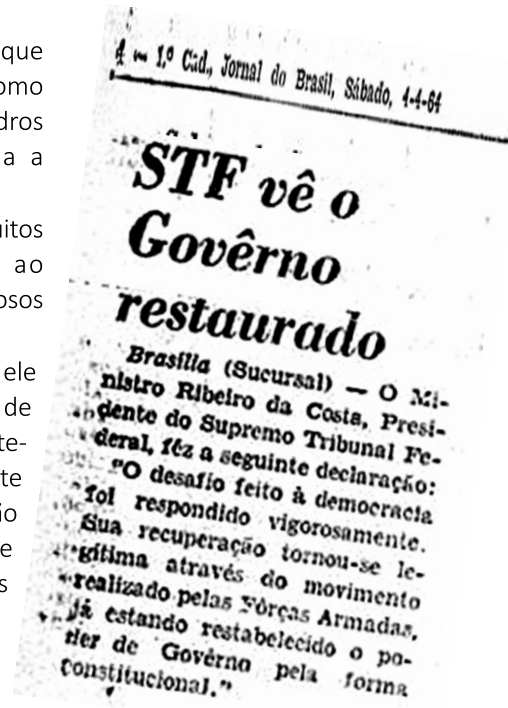 que
omo
dros
a a
uitos
ao
osos
ele
de
te-
te
ão
e
s
4 — 1.º Cad., Jornal do Brasil, Sábado, 4-4-64
STF vê o
Govêrno
restaurado
Brasília (Sucursal) — O Mi-
nistro Ribeiro da Costa, Presi-
dente do Supremo Tribunal Fe-
deral, fêz a seguinte declaração:
"O desafio feito à democracia
foi respondido vigorosamente.
Sua recuperação tornou-se le-
gítima através do movimento
realizado pelas Fôrças Armadas,
já estando restabelecido o po-
der de Govêrno pela forma
constitucional."